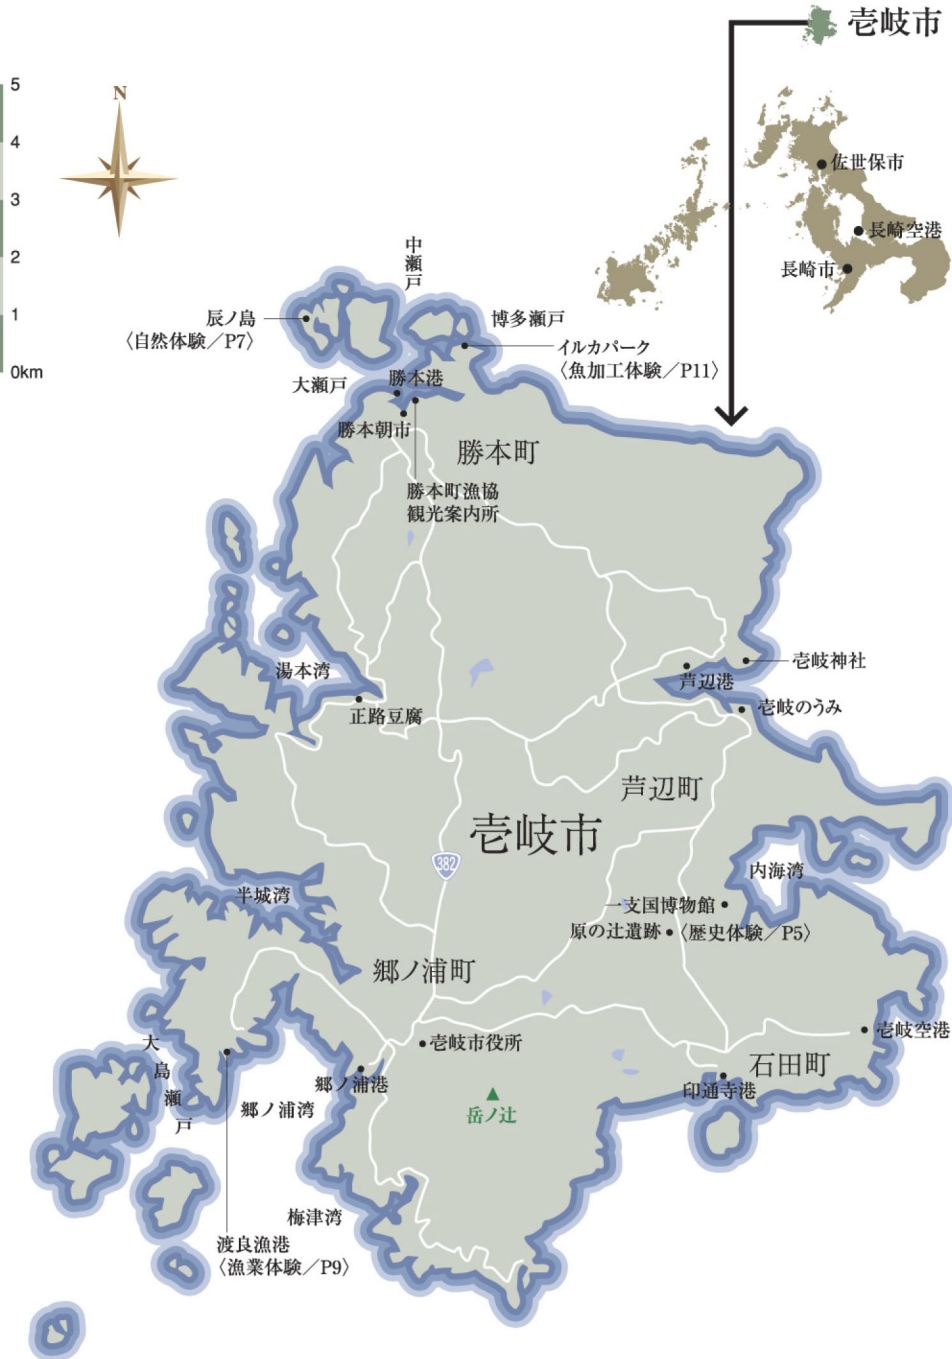 壱岐市
5
4
3
2
1
0km
N
佐世保市
長崎空港
長崎市
中瀬戸
辰ノ島
〈自然体験/P7〉
博多瀬戸
イルカパーク
〈魚加工体験/P11〉
大瀬戸
勝本港
勝本朝市
勝本町
勝本町漁協
観光案内所
湯本湾
正路豆腐
壱岐神社
芦辺港
壱岐のうみ
芦辺町
壱岐市
382
内海湾
半城湾
一支国博物館
原の辻遺跡
〈歴史体験/P5〉
郷ノ浦町
壱岐空港
大島瀬戸
壱岐市役所
石田町
郷ノ浦港
印通寺港
郷ノ浦湾
岳ノ辻
梅津湾
渡良漁港
〈漁業体験/P9〉